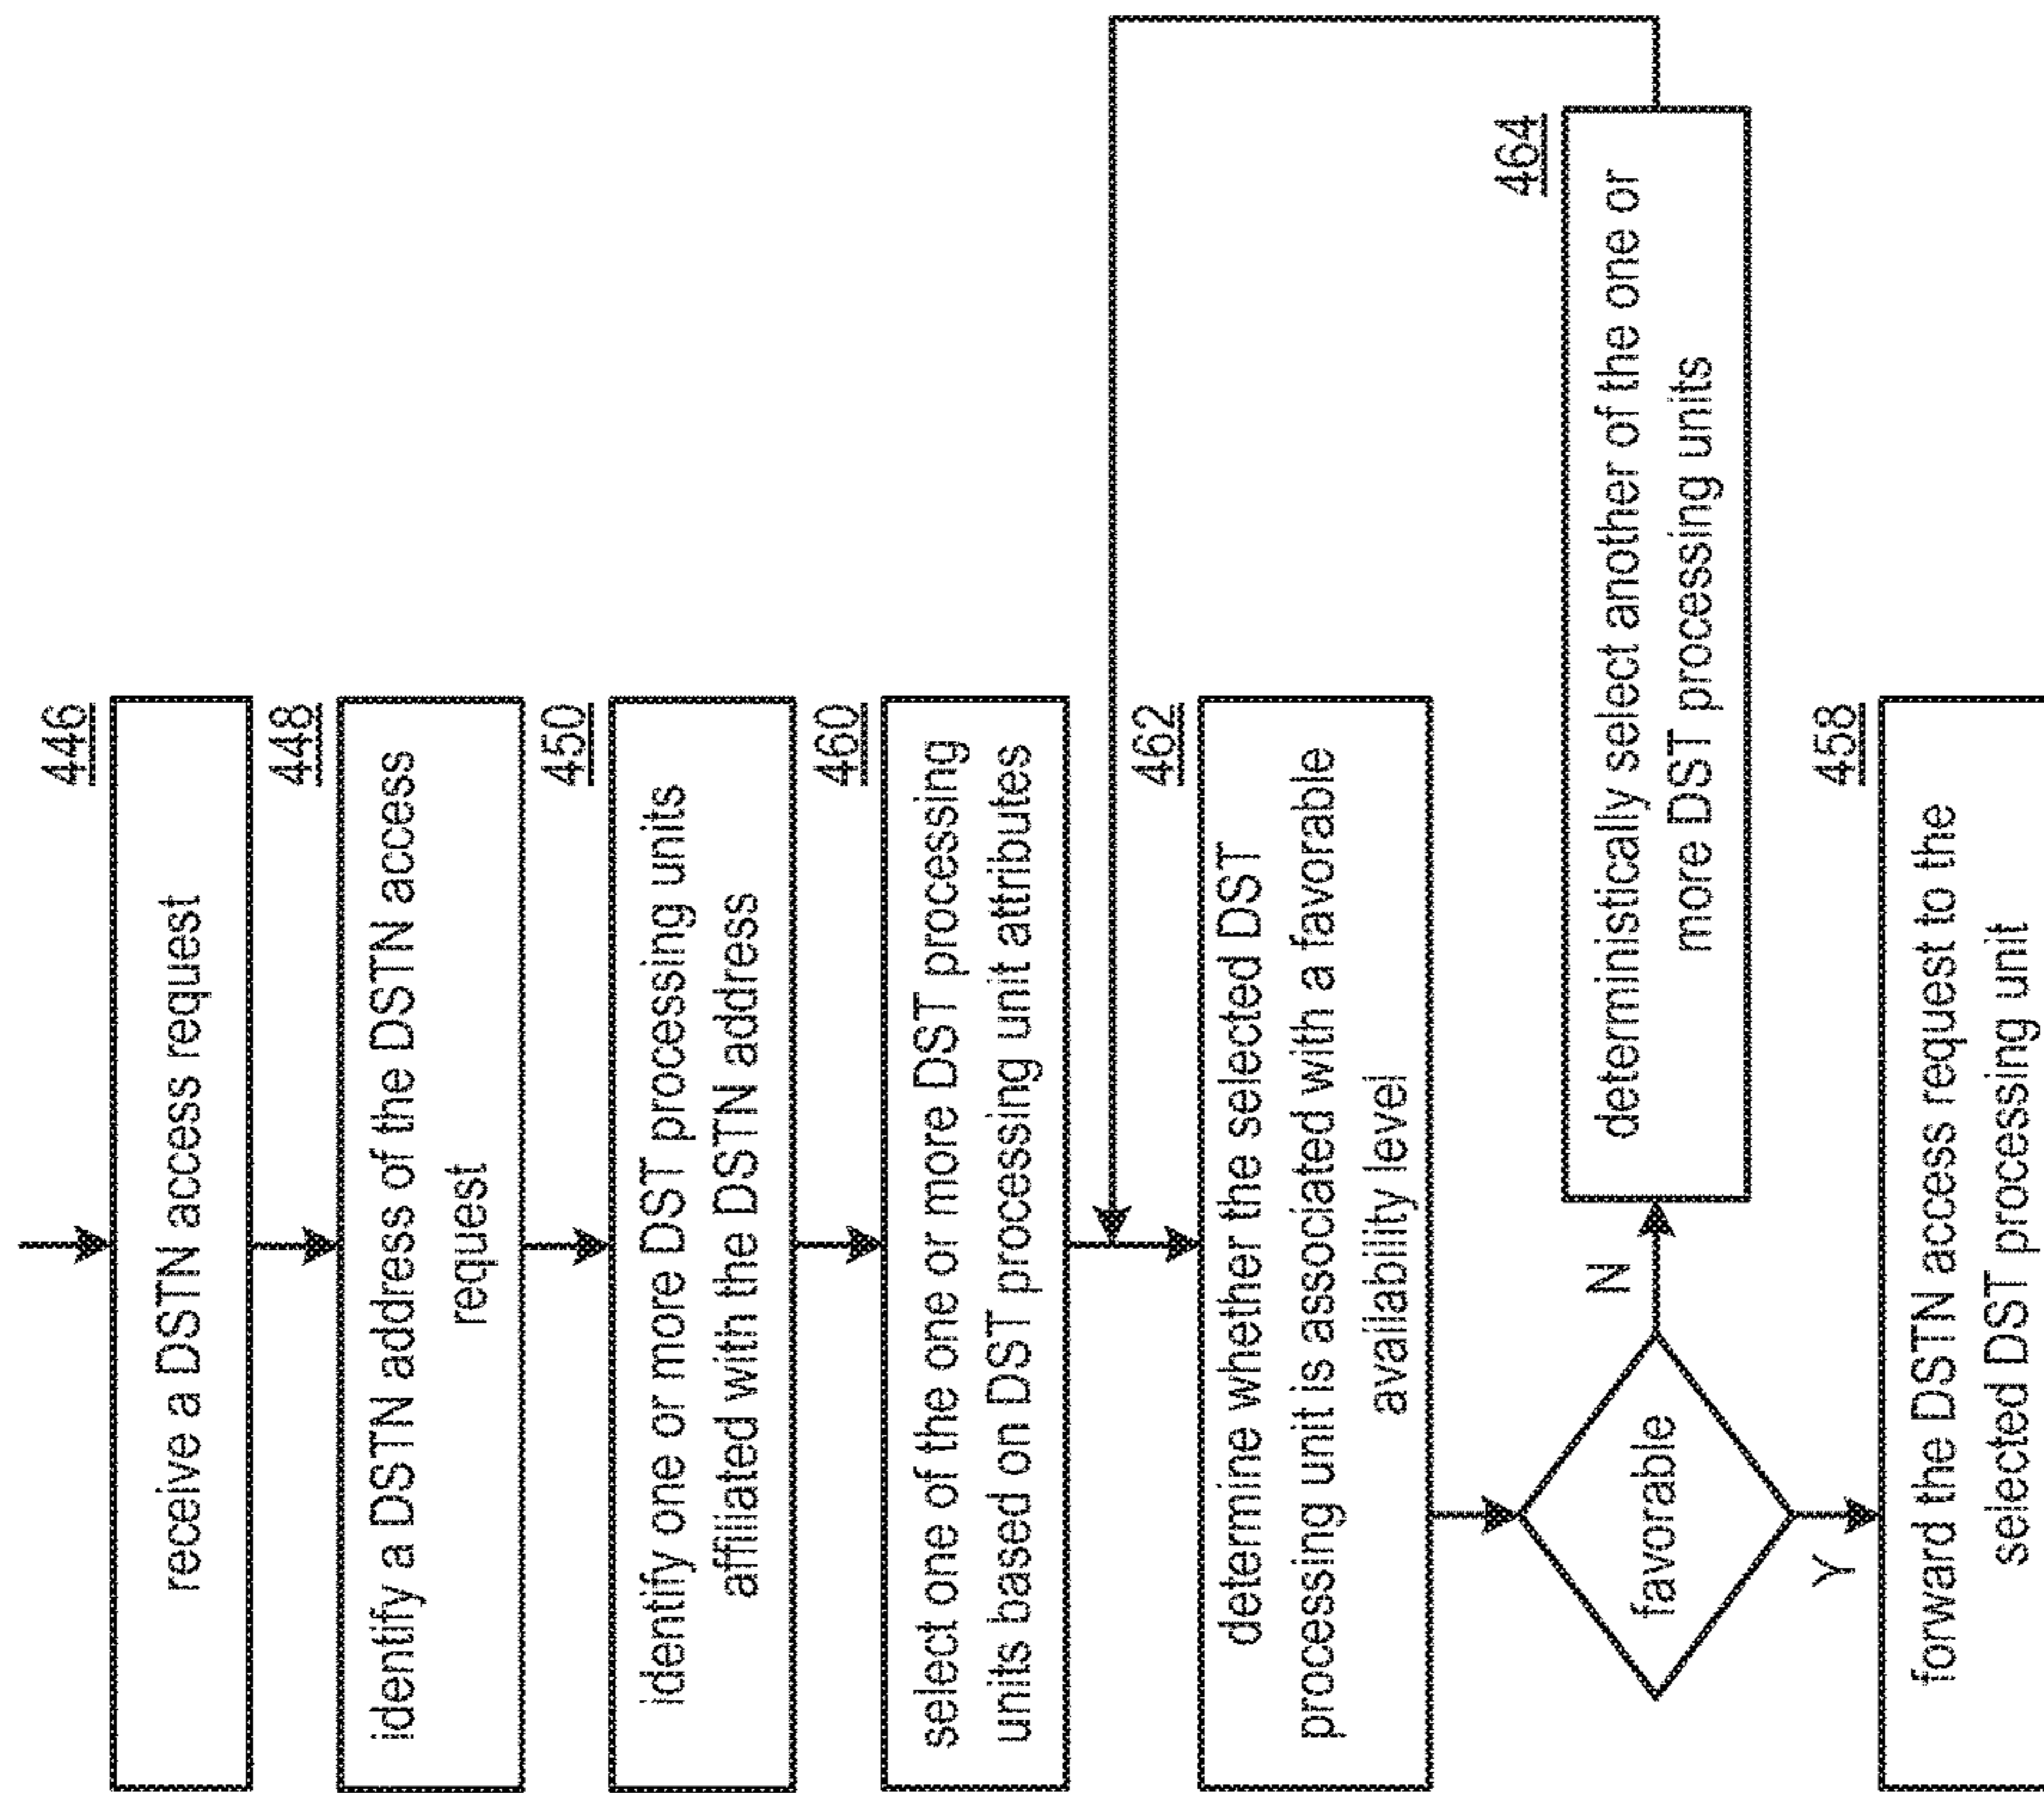 446
receive a DSTN access request
448
identify a DSTN address of the DSTN access
request
450
identify one or more DST processing units
affiliated with the DSTN address
460
select one of the one or more DST processing
units based on DST processing unit attributes
462
determine whether the selected DST
processing unit is associated with a favorable
availability level
favorable
N
464
deterministically select another of the one or
more DST processing units
Y
458
forward the DSTN access request to the
selected DST processing unit